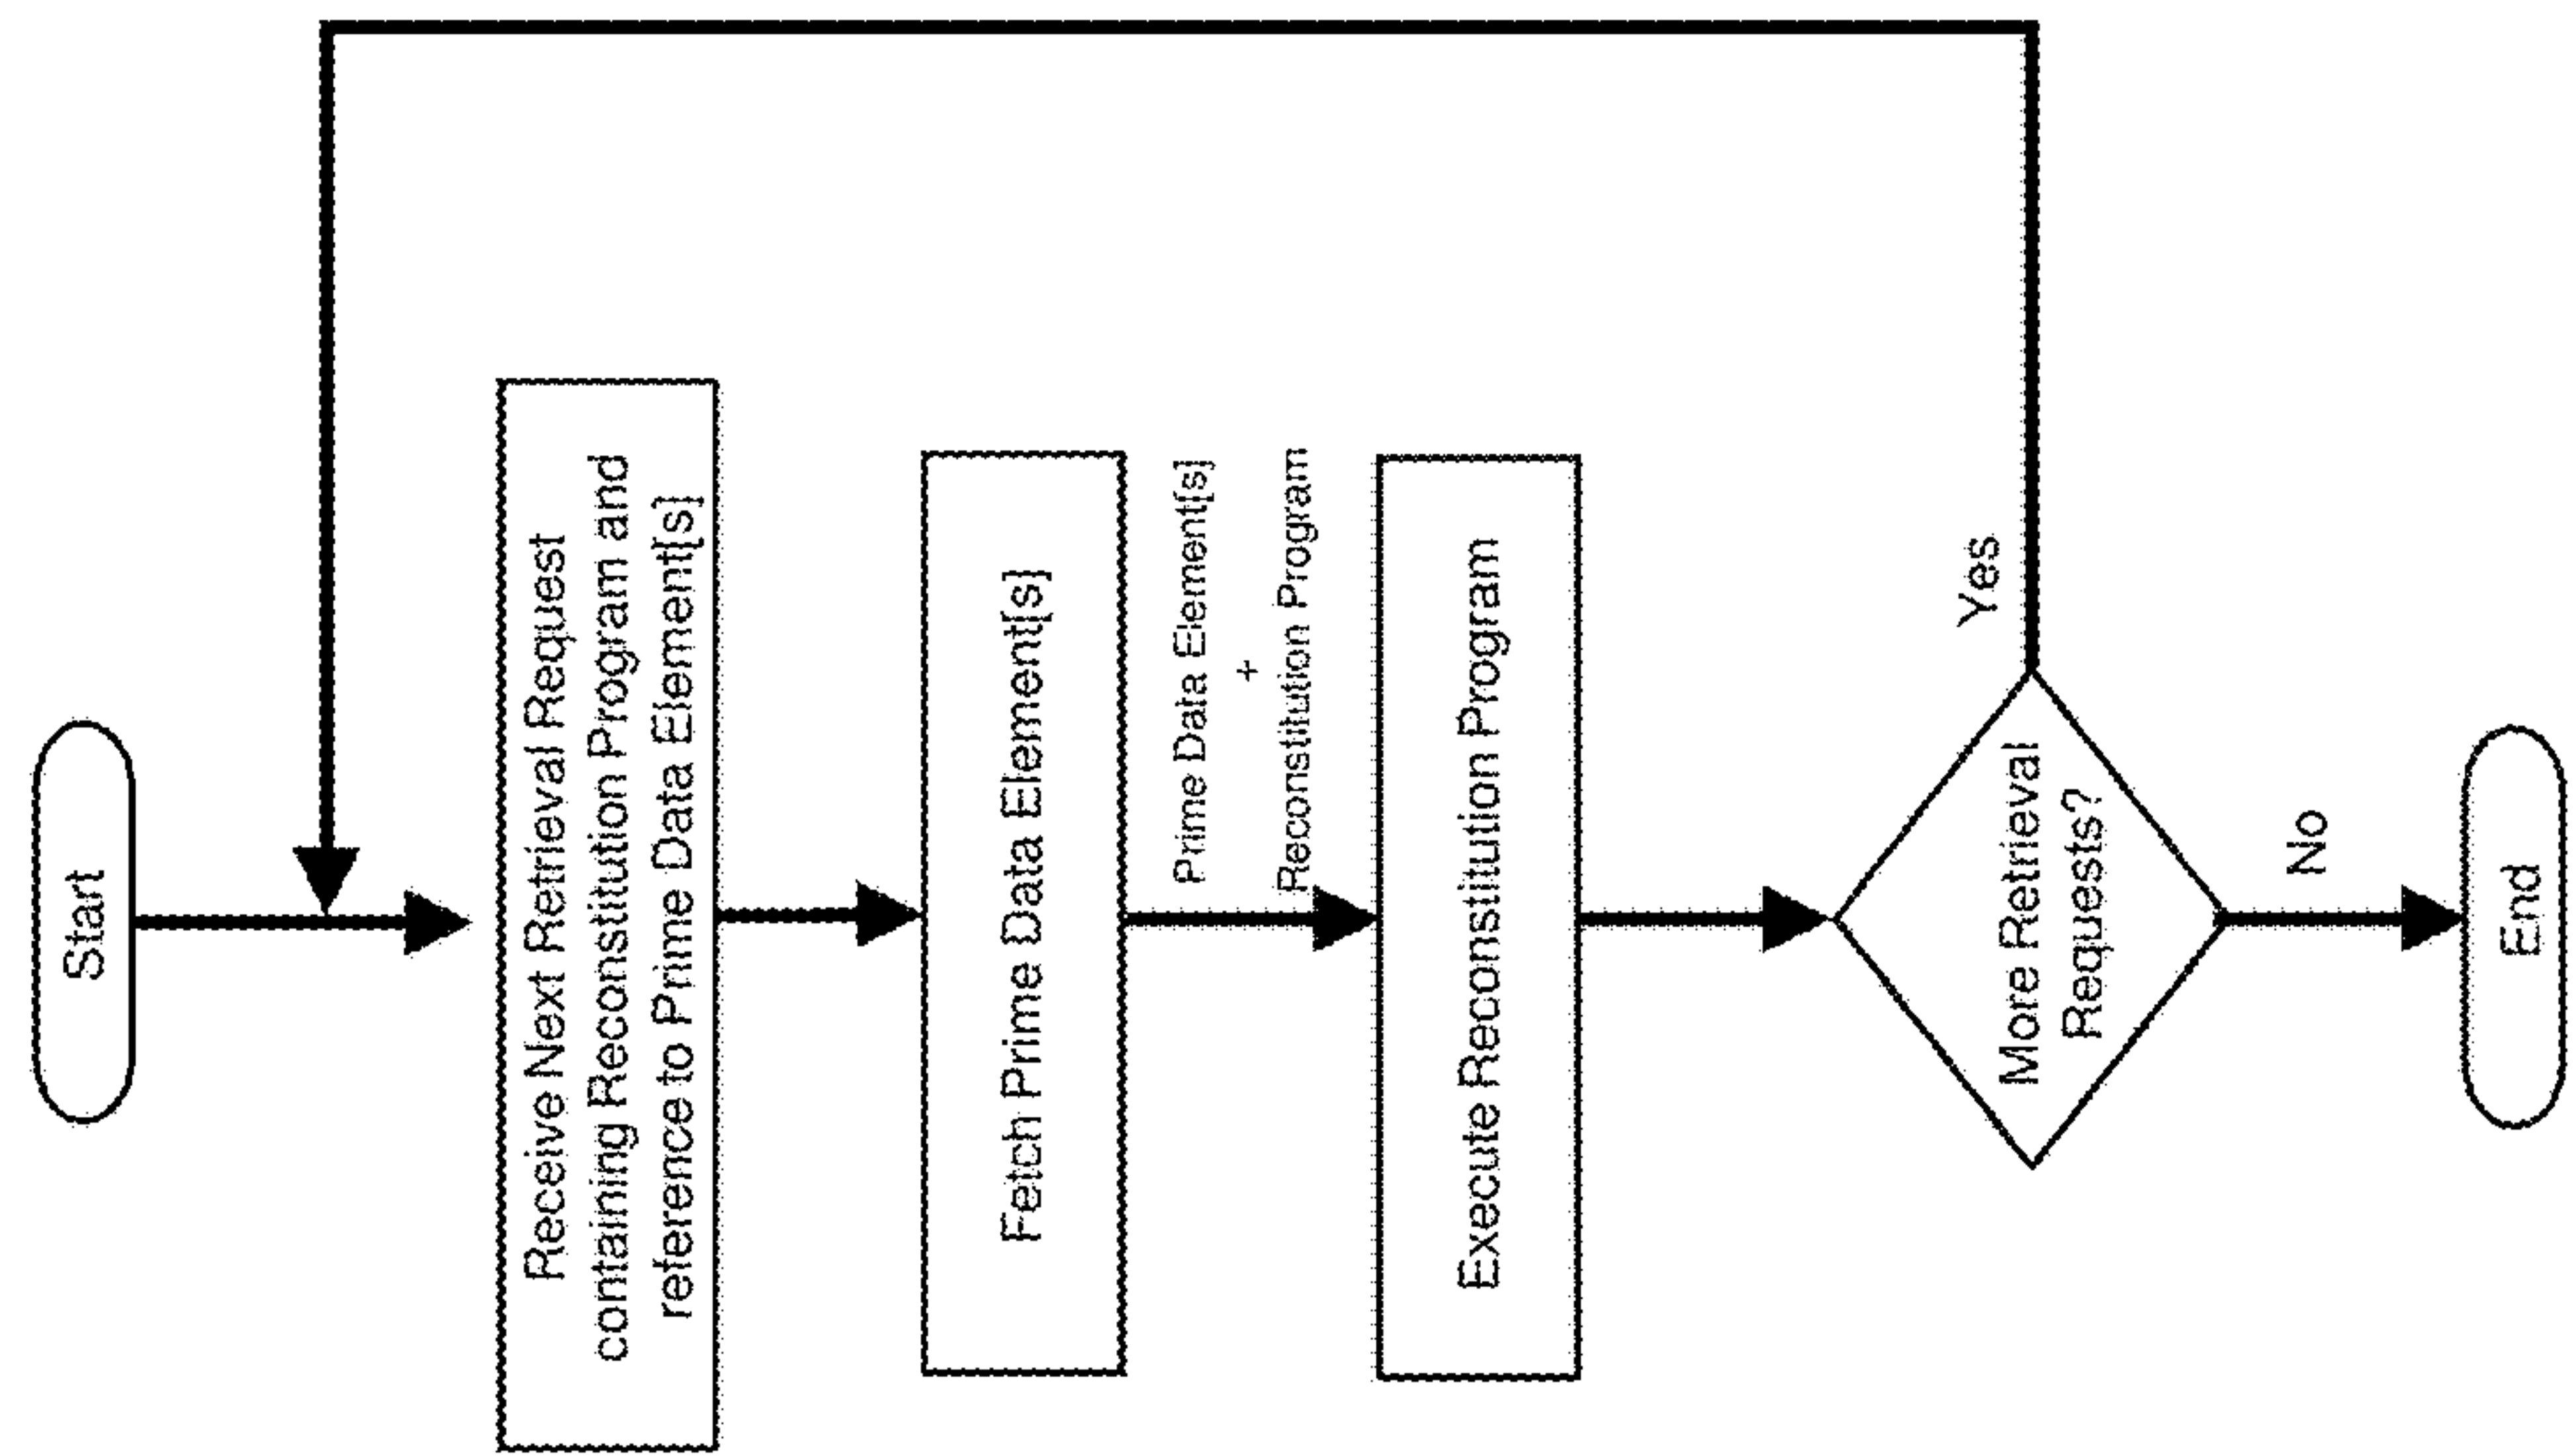 Start
Receive Next Retrieval Request
containing Reconstitution Program and
reference to Prime Data Element[s]
Fetch Prime Data Element[s]
Prime Data Element[s]
+
Reconstitution Program
Execute Reconstitution Program
More Retrieval
Requests?
Yes
No
End